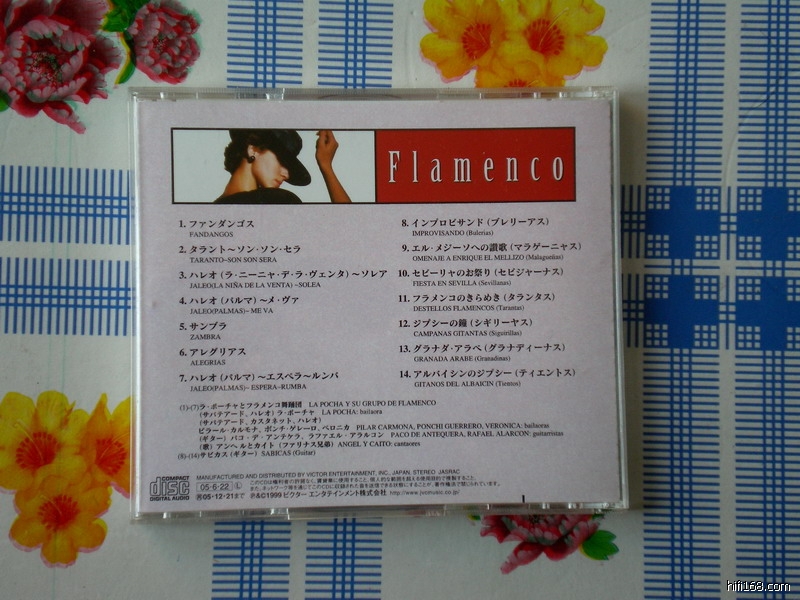 Flamenco
1. ファンダンゴス
FANDANGOS
2. タラント～ソン・ソン・セラ
TARANTO~SON SON SERA
3. ハレオ (ラ・ニーニャ・デ・ラ・ヴェンタ) ～ソレア
JALEO(LA NIÑA DE LA VENTA) ~SOLEA
4. ハレオ (パルマ) ～メ・ヴァ
JALEO(PALMAS)~ ME VA
5. サンブラ
ZAMBRA
6. アレグリアス
ALEGRIAS
7. ハレオ (パルマ) ～エスペラ～ルンバ
JALEO(PALMAS)~ ESPERA~RUMBA
8. インプロビサンド (ブレリーアス)
IMPROVISANDO (Bulerias)
9. エル・メジーソへの讃歌 (マラゲーニャス)
OMENAJE A ENRIQUE EL MELLIZO (Malagueñas)
10. セビーリャのお祭り (セビジャーナス)
FIESTA EN SEVILLA (Sevillanas)
11. フラメンコのきらめき (タランタス)
DESTELLOS FLAMENCOS (Tarantas)
12. ジプシーの鐘 (シギリーヤス)
CAMPANAS GITANTAS (Siguirillas)
13. グラナダ・アラベ (グラナディーナス)
GRANADA ARABE (Granadinas)
14. アルバイシンのジプシー (ティエントス)
GITANOS DEL ALBAICIN (Tientos)
(1)-(7) ラ・ポーチャとフラメンコ舞踊団 LA POCHA Y SU GRUPO DE FLAMENCO
(サパテアード、ハレオ) ラ・ポーチャ LA POCHA: bailaora
(サパテアード、カスタネット、ハレオ)
ピラール・カルモナ、ポンチ・ゲレーロ、ベロニカ PILAR CARMONA, PONCHI GUERRERO, VERONICA: bailaoras
(ギター) パコ・デ・アンテケラ、ラファエル・アラルコン PACO DE ANTEQUERA, RAFAEL ALARCON: guitarristas
(歌) アンヘルとカイト (ファリナス兄弟) ANGEL Y CAITO: cantaores
(8)-(14) サビカス (ギター) SABICAS (Guitar)
COMPACT
disc
DIGITAL AUDIO
MANUFACTURED AND DISTRIBUTED BY VICTOR ENTERTAINMENT, INC., JAPAN. STEREO JASRAC
05·6·22 L
05·12·21まで
℗&©1999 ビクター エンタテインメント株式会社 http://www.jvcmusic.co.jp/
hifi168.com